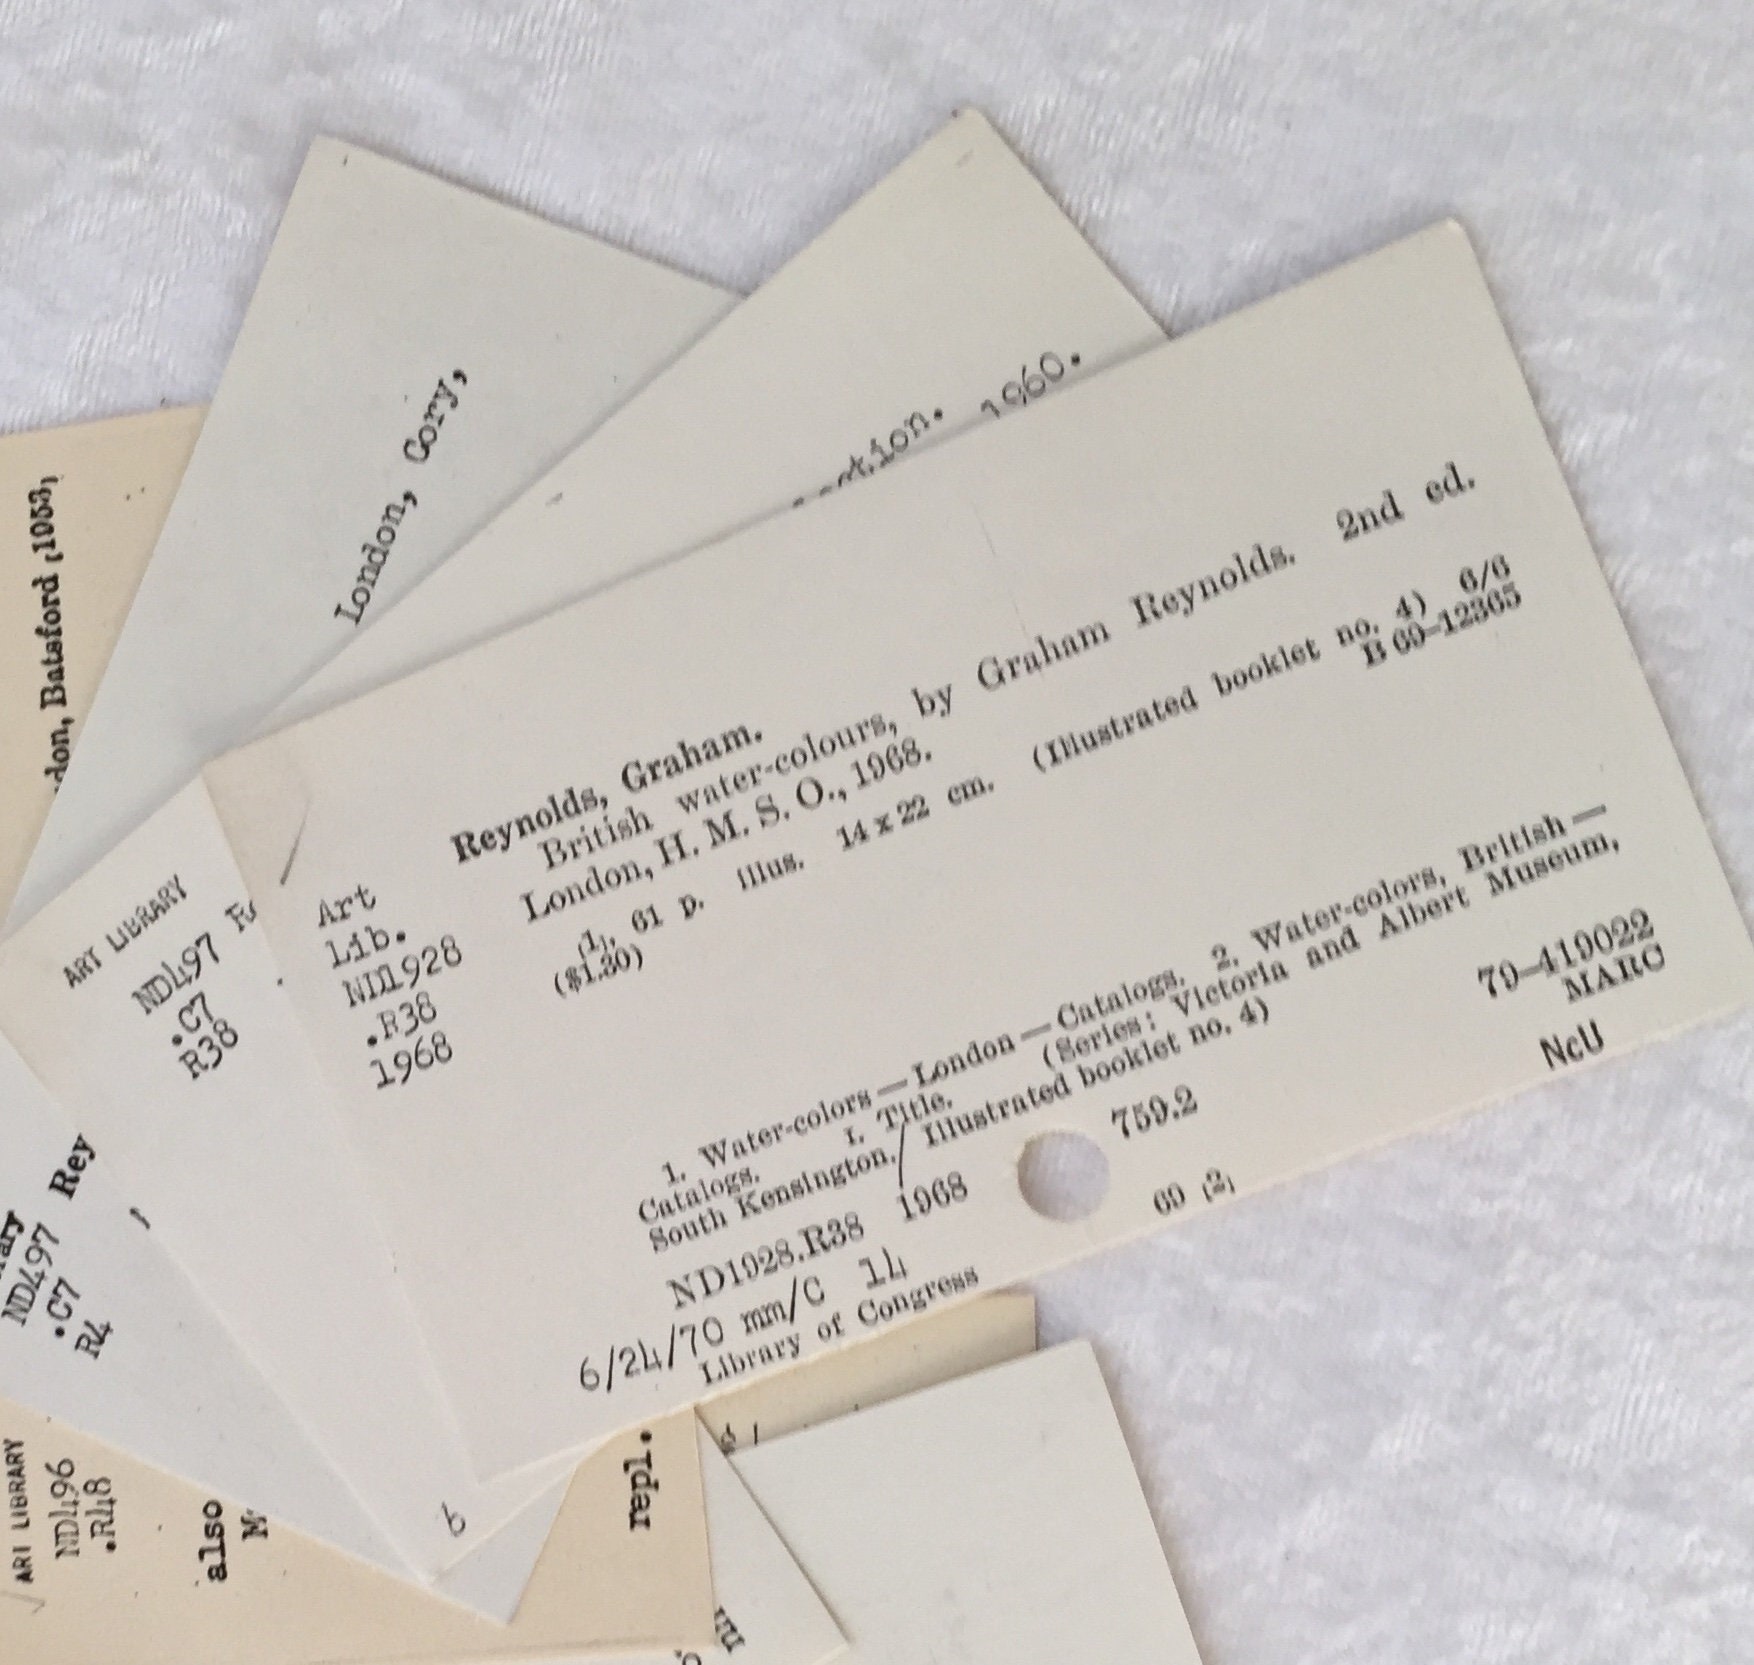 Reynolds, Graham.
British water-colours, by Graham Reynolds. 2nd ed.
London, H. M. S. O., 1968.
[1], 61 p. illus. 14 x 22 cm. (Illustrated booklet no. 4) 6/6
($1.30) B 69-12365
Art
Lib.
ND1928
.R38
1968
1. Water-colors — London — Catalogs. 2. Water-colors, British —
Catalogs. I. Title. (Series: Victoria and Albert Museum,
South Kensington./ Illustrated booklet no. 4)
ND1928.R38 1968 759.2 79-419022
MARC
6/24/70 mm/C 14
Library of Congress 69 [2] NcU
London, Cory,
1960.
don, Batsford [1953]
ART LIBRARY
ND497
.C7
R38
Rey
ND497
.C7
R4
ART LIBRARY
ND496
.R48
also
M
repl.
6